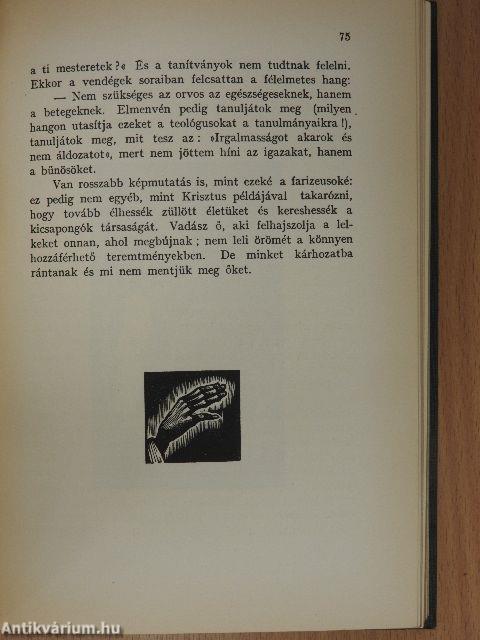 75
a ti mesteretek?« És a tanítványok nem tudtnak felelni.
Ekkor a vendégek soraiban felcsattan a félelmetes hang:
— Nem szükséges az orvos az egészségeseknek, hanem
a betegeknek. Elmenvén pedig tanuljátok meg (milyen
hangon utasítja ezeket a teológusokat a tanulmányaikra!),
tanuljátok meg, mit tesz az: »Irgalmasságot akarok és
nem áldozatot«, mert nem jöttem híni az igazakat, hanem
a bűnösöket.
Van rosszabb képmutatás is, mint ezeké a farizeusoké:
ez pedig nem egyéb, mint Krisztus példájával takarózni,
hogy tovább élhessék züllött életüket és kereshessék a
kicsapongók társaságát. Vadász ő, aki felhajszolja a lel-
keket onnan, ahol megbújnak; nem leli örömét a könnyen
hozzáférhető teremtményekben. De minket kárhozatba
rántanak és mi nem mentjük meg őket.
Antikvárium.hu